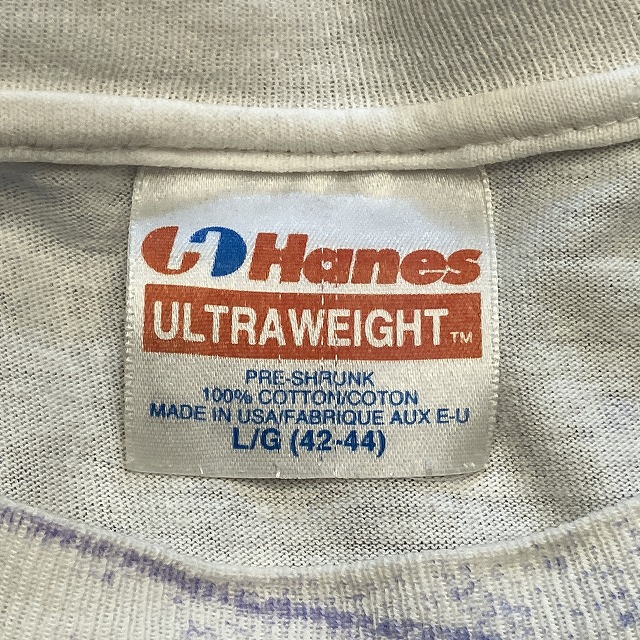 Hanes
ULTRAWEIGHT™
PRE-SHRUNK
100% COTTON/COTON
MADE IN USA/FABRIQUE AUX E-U
L/G (42-44)